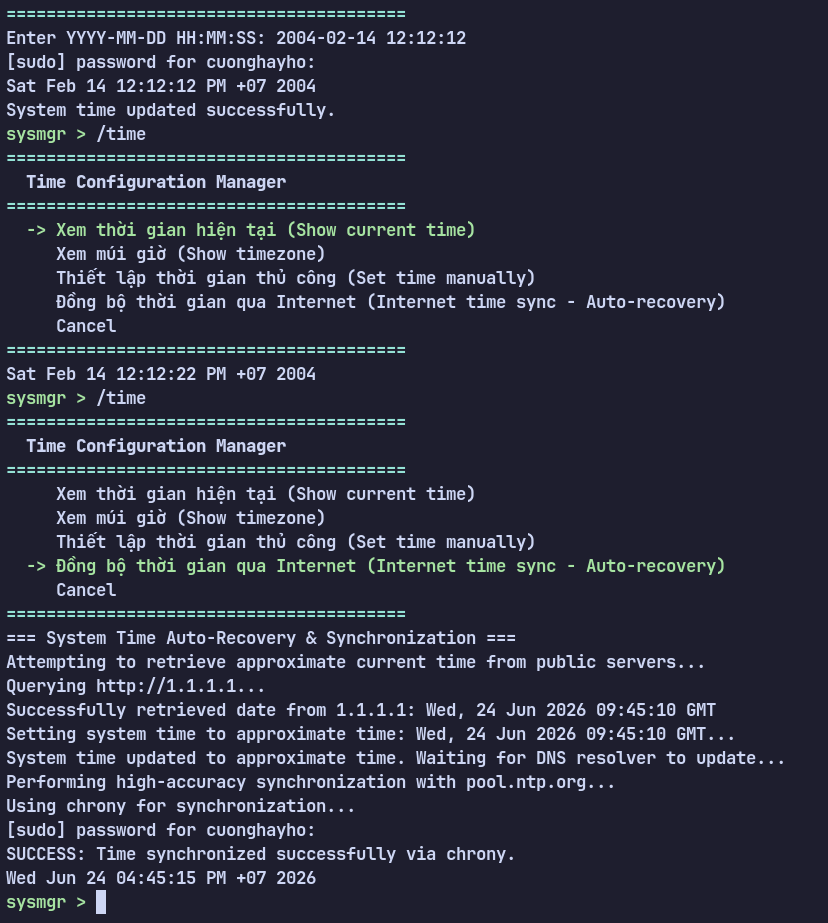 ========================================
Enter YYYY-MM-DD HH:MM:SS: 2004-02-14 12:12:12
[sudo] password for cuonghayho:
Sat Feb 14 12:12:12 PM +07 2004
System time updated successfully.
sysmgr > /time
========================================
  Time Configuration Manager
========================================
  -> Xem thời gian hiện tại (Show current time)
     Xem múi giờ (Show timezone)
     Thiết lập thời gian thủ công (Set time manually)
     Đồng bộ thời gian qua Internet (Internet time sync - Auto-recovery)
     Cancel
========================================
Sat Feb 14 12:12:22 PM +07 2004
sysmgr > /time
========================================
  Time Configuration Manager
========================================
     Xem thời gian hiện tại (Show current time)
     Xem múi giờ (Show timezone)
     Thiết lập thời gian thủ công (Set time manually)
  -> Đồng bộ thời gian qua Internet (Internet time sync - Auto-recovery)
     Cancel
========================================
=== System Time Auto-Recovery & Synchronization ===
Attempting to retrieve approximate current time from public servers...
Querying http://1.1.1.1...
Successfully retrieved date from 1.1.1.1: Wed, 24 Jun 2026 09:45:10 GMT
Setting system time to approximate time: Wed, 24 Jun 2026 09:45:10 GMT...
System time updated to approximate time. Waiting for DNS resolver to update...
Performing high-accuracy synchronization with pool.ntp.org...
Using chrony for synchronization...
[sudo] password for cuonghayho:
SUCCESS: Time synchronized successfully via chrony.
Wed Jun 24 04:45:15 PM +07 2026
sysmgr >